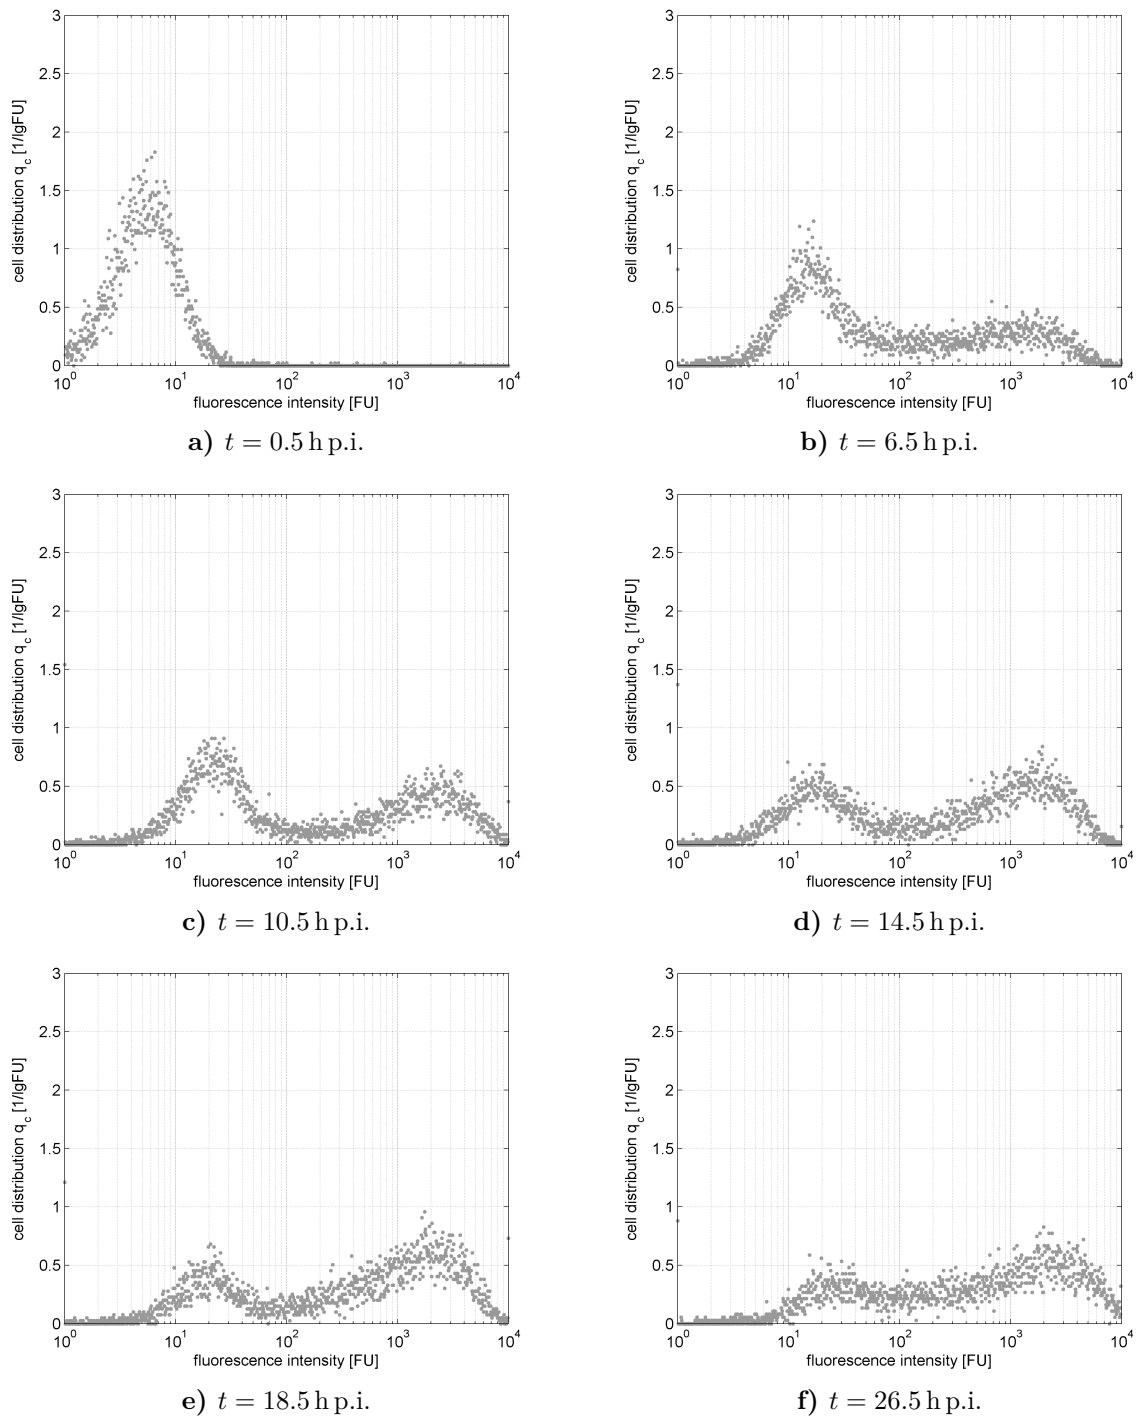 3
2.5
2
1.5
1
0.5
0
cell distribution q_c [1/lgFU]
10^0 10^1 10^2 10^3 10^4
fluorescence intensity [FU]
a) t = 0.5 h p.i.
3
2.5
2
1.5
1
0.5
0
cell distribution q_c [1/lgFU]
10^0 10^1 10^2 10^3 10^4
fluorescence intensity [FU]
b) t = 6.5 h p.i.
3
2.5
2
1.5
1
0.5
0
cell distribution q_c [1/lgFU]
10^0 10^1 10^2 10^3 10^4
fluorescence intensity [FU]
c) t = 10.5 h p.i.
3
2.5
2
1.5
1
0.5
0
cell distribution q_c [1/lgFU]
10^0 10^1 10^2 10^3 10^4
fluorescence intensity [FU]
d) t = 14.5 h p.i.
3
2.5
2
1.5
1
0.5
0
cell distribution q_c [1/lgFU]
10^0 10^1 10^2 10^3 10^4
fluorescence intensity [FU]
e) t = 18.5 h p.i.
3
2.5
2
1.5
1
0.5
0
cell distribution q_c [1/lgFU]
10^0 10^1 10^2 10^3 10^4
fluorescence intensity [FU]
f) t = 26.5 h p.i.